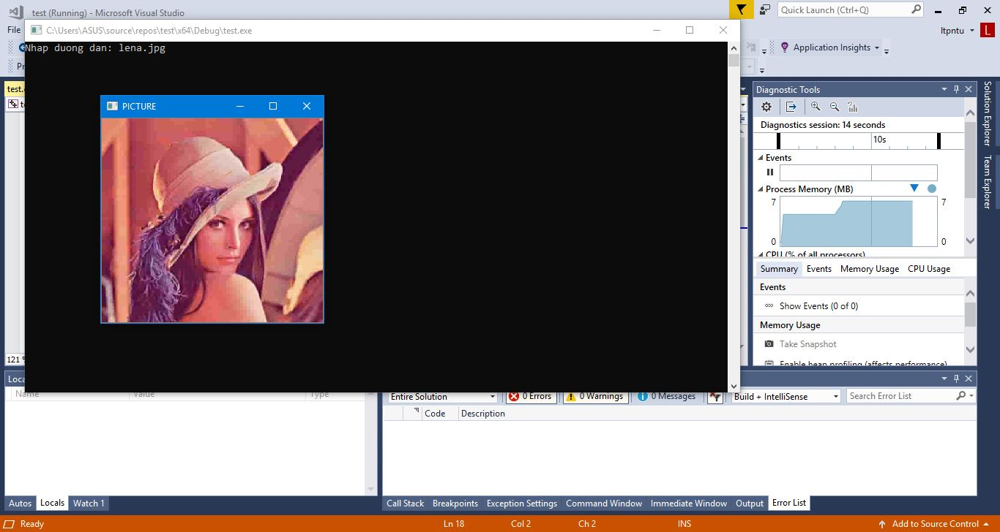 test (Running) - Microsoft Visual Studio
Quick Launch (Ctrl+Q)
File
C:\Users\ASUS\source\repos\test\x64\Debug\test.exe
ltpntu
L
Nhap duong dan: lena.jpg
Application Insights
PICTURE
Diagnostic Tools
Diagnostics session: 14 seconds
10s
Events
Process Memory (MB)
7
7
0
0
CPU (% of all processors)
Summary
Events
Memory Usage
CPU Usage
Events
Show Events (0 of 0)
Memory Usage
Take Snapshot
Enable heap profiling (affects performance)
Solution Explorer
Team Explorer
121 %
Name
Value
Type
Entire Solution
0 Errors
0 Warnings
0 Messages
Build + IntelliSense
Search Error List
Code
Description
Autos
Locals
Watch 1
Call Stack
Breakpoints
Exception Settings
Command Window
Immediate Window
Output
Error List
Ready
Ln 18
Col 2
Ch 2
INS
Add to Source Control